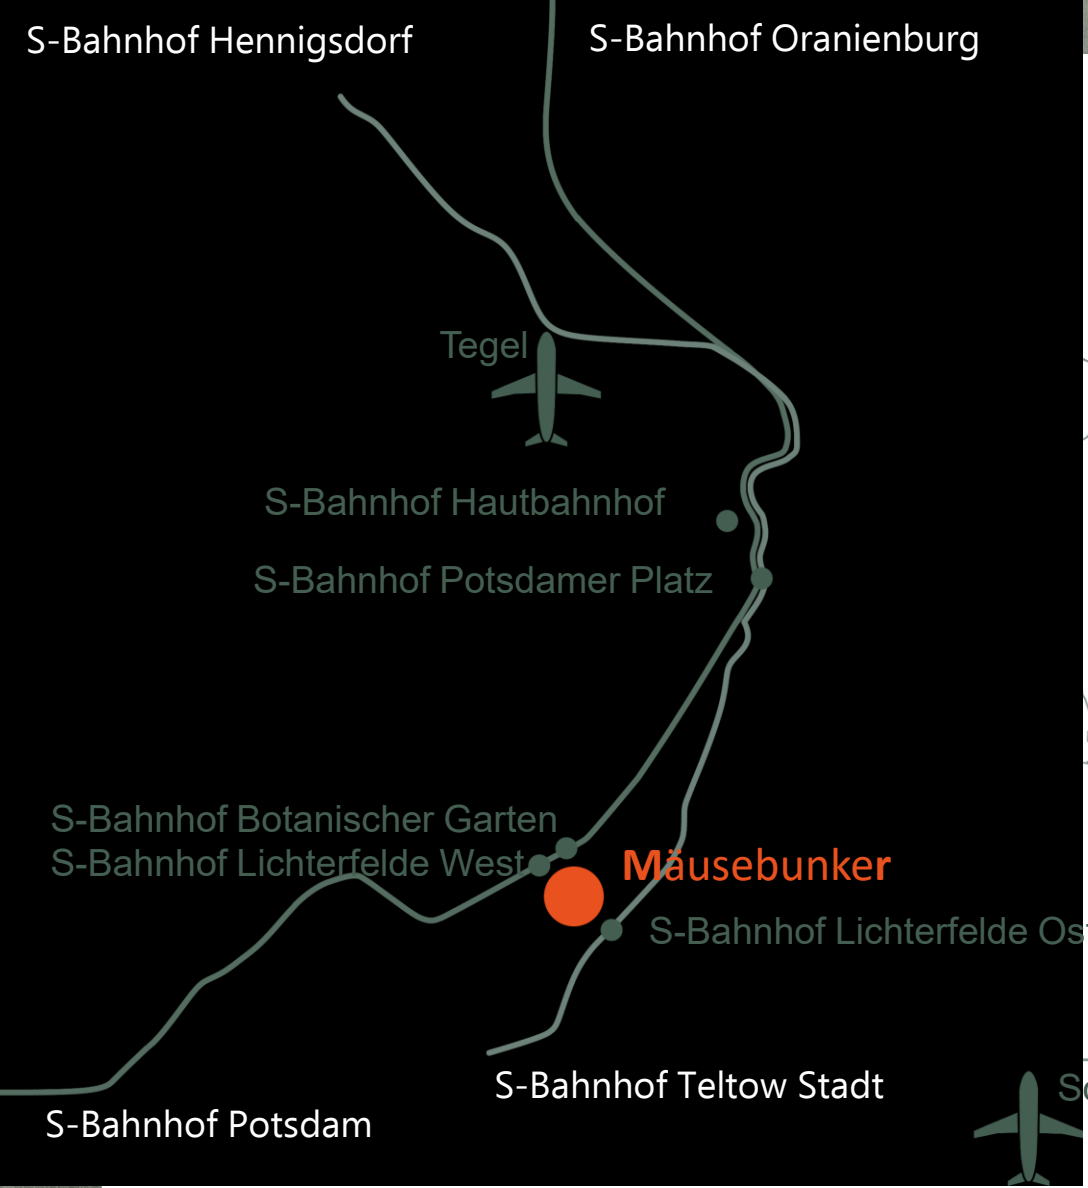 S-Bahnhof Hennigsdorf
S-Bahnhof Oranienburg
Tegel
S-Bahnhof Hautbahnhof
S-Bahnhof Potsdamer Platz
S-Bahnhof Botanischer Garten
S-Bahnhof Lichterfelde West
Mäusebunker
S-Bahnhof Lichterfelde Os
S-Bahnhof Teltow Stadt
S-Bahnhof Potsdam